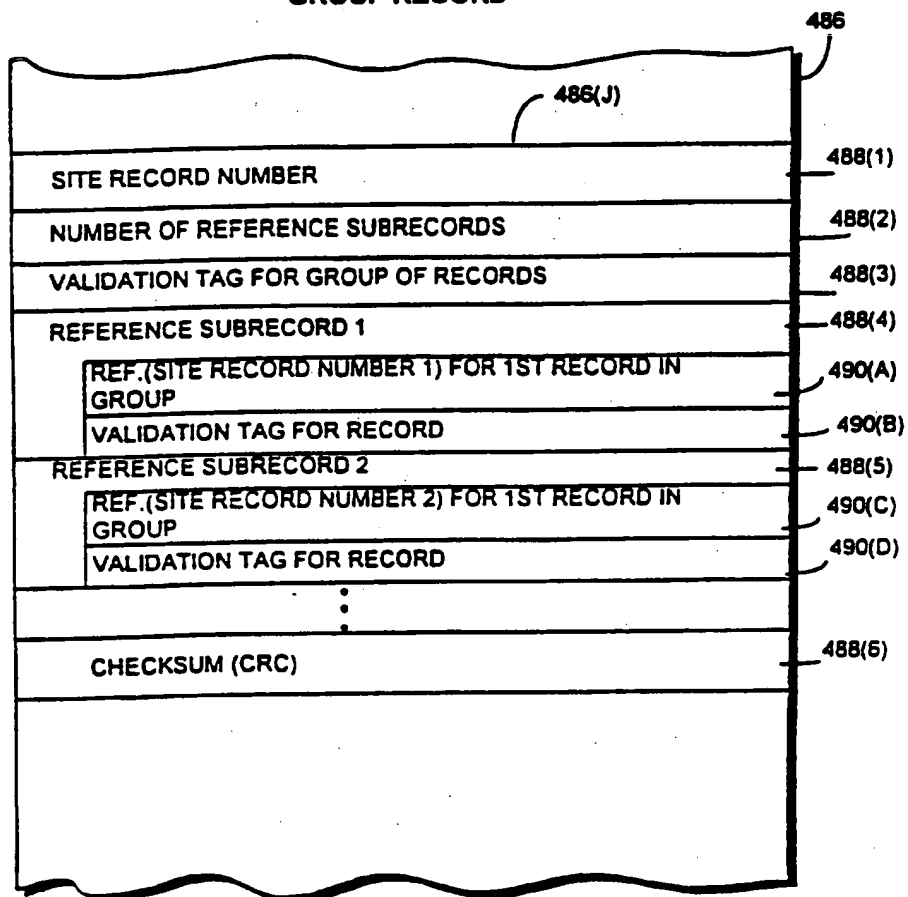 GROUP RECORD
486
486(J)
SITE RECORD NUMBER 488(1)
NUMBER OF REFERENCE SUBRECORDS 488(2)
VALIDATION TAG FOR GROUP OF RECORDS 488(3)
REFERENCE SUBRECORD 1 488(4)
REF.(SITE RECORD NUMBER 1) FOR 1ST RECORD IN 490(A)
GROUP
VALIDATION TAG FOR RECORD 490(B)
REFERENCE SUBRECORD 2 488(5)
REF.(SITE RECORD NUMBER 2) FOR 1ST RECORD IN 490(C)
GROUP
VALIDATION TAG FOR RECORD 490(D)
CHECKSUM (CRC) 488(6)